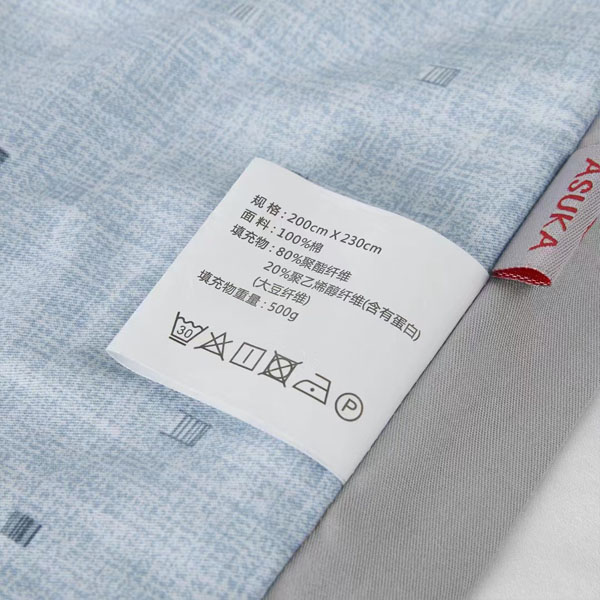 规格:200cm X 230cm
面料:100%棉
填充物:80%聚酯纤维
20%聚乙烯醇纤维(含有蛋白)
(大豆纤维)
填充物重量:500g
30
P
ASUKA